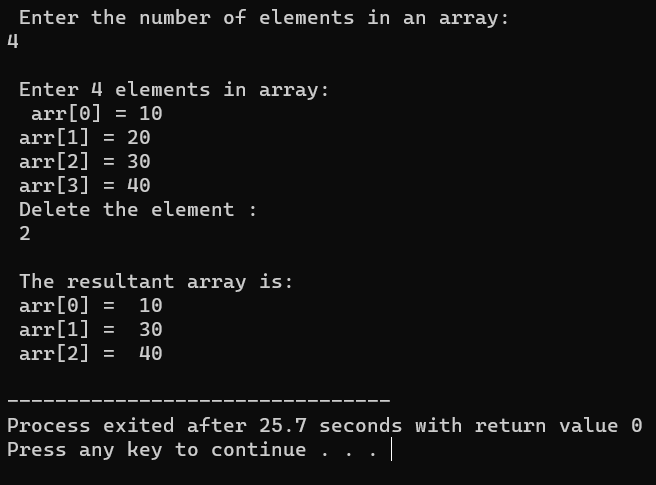 Enter the number of elements in an array:
4
Enter 4 elements in array:
arr[0] = 10
arr[1] = 20
arr[2] = 30
arr[3] = 40
Delete the element :
2
The resultant array is:
arr[0] =  10
arr[1] =  30
arr[2] =  40
--------------------------------
Process exited after 25.7 seconds with return value 0
Press any key to continue . . .